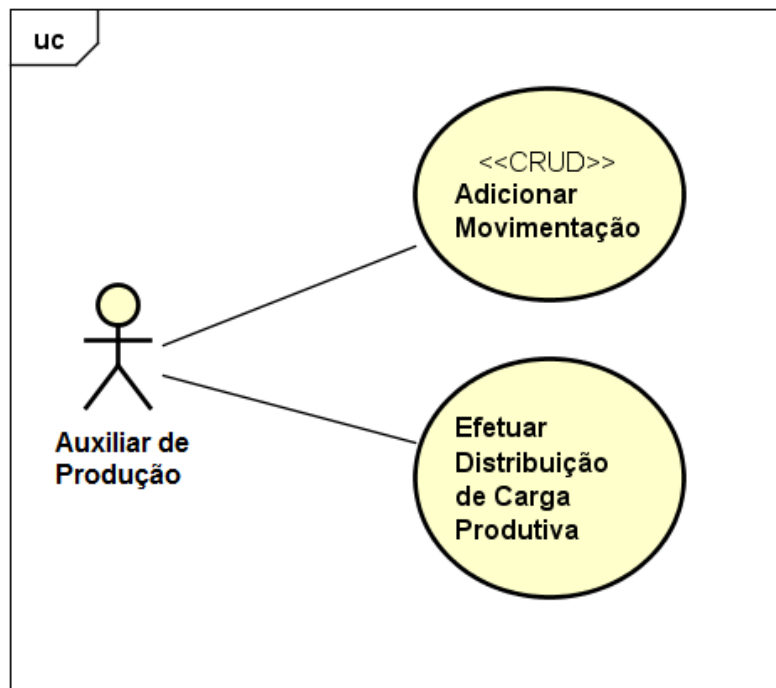 uc
<<CRUD>>
Adicionar
Movimentação
Auxiliar de
Produção
Efetuar
Distribuição
de Carga
Produtiva